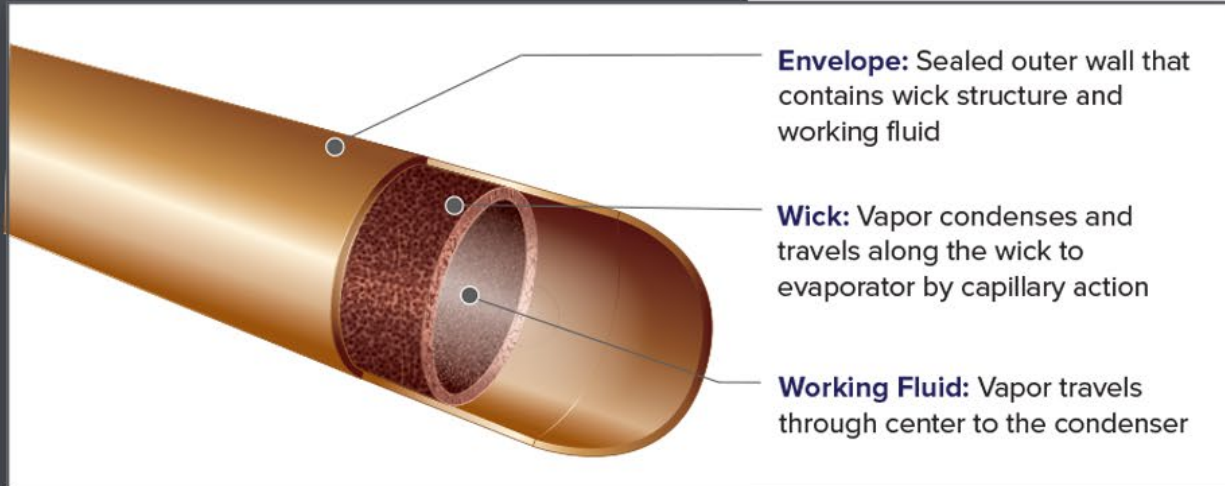 Envelope: Sealed outer wall that
contains wick structure and
working fluid
Wick: Vapor condenses and
travels along the wick to
evaporator by capillary action
Working Fluid: Vapor travels
through center to the condenser